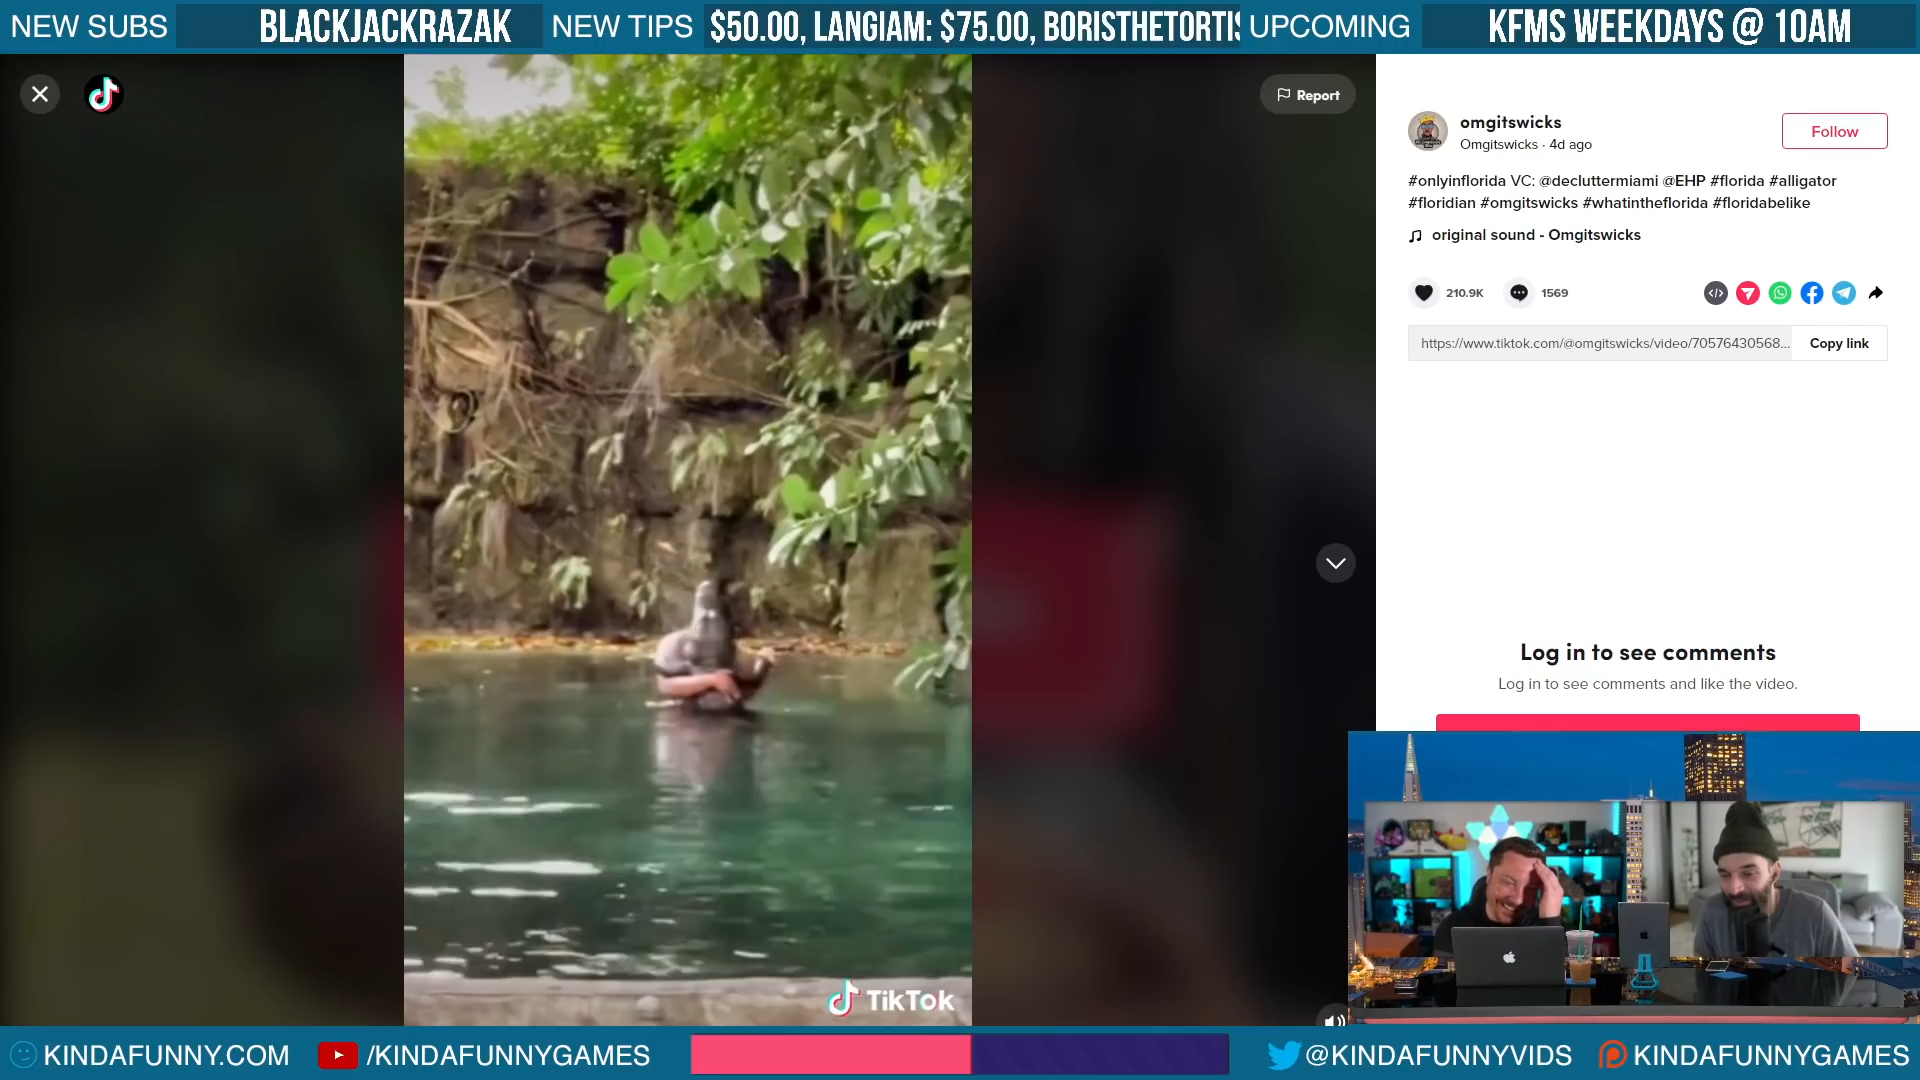 NEW SUBS BLACKJACKRAZAK NEW TIPS $50.00, LANGIAM: $75.00, BORISTHETORTIS UPCOMING KFMS WEEKDAYS @ 10AM
Report
omgitswicks
Omgitswicks · 4d ago
Follow
#onlyinflorida VC: @decluttermiami @EHP #florida #alligator
#floridian #omgitswicks #whatintheflorida #floridabelike
original sound - Omgitswicks
210.9K 1569
https://www.tiktok.com/@omgitswicks/video/70576430568... Copy link
Log in to see comments
Log in to see comments and like the video.
TikTok
KINDAFUNNY.COM /KINDAFUNNYGAMES @KINDAFUNNYVIDS KINDAFUNNYGAMES